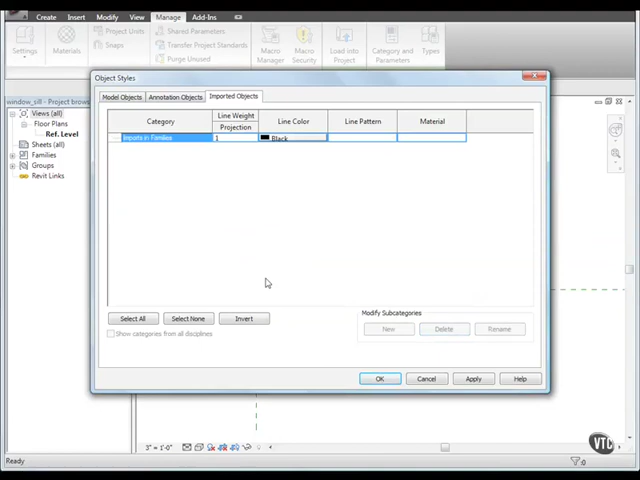 Create Insert Modify View Manage Add-Ins
Settings
Materials
Project Units
Snaps
Shared Parameters
Transfer Project Standards
Purge Unused
Macro Manager
Macro Security
Load into Project
Category and Parameters
Types
Object Styles
window_sill - Project brows
Views (all)
Floor Plans
Ref. Level
Sheets (all)
Families
Groups
Revit Links
Model Objects Annotation Objects Imported Objects
Category
Line Weight
Projection
Line Color
Line Pattern
Material
Imports in Families 1 Black
Select All Select None Invert
Show categories from all disciplines
Modify Subcategories
New Delete Rename
OK Cancel Apply Help
3" = 1'-0"
Ready
:0
VTC